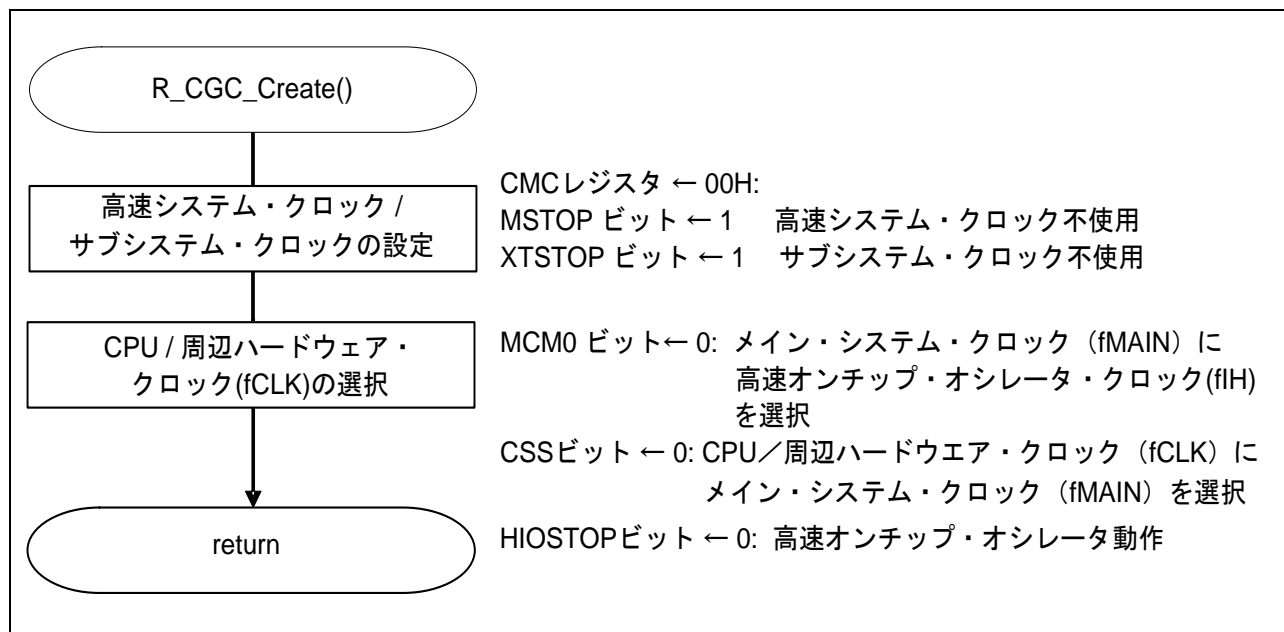 R_CGC_Create()
高速システム・クロック /
サブシステム・クロックの設定
CMCレジスタ ← 00H:
MSTOP ビット ← 1 高速システム・クロック不使用
XTSTOP ビット ← 1 サブシステム・クロック不使用
CPU / 周辺ハードウェア・
クロック(fCLK)の選択
MCM0 ビット← 0: メイン・システム・クロック（fMAIN）に
高速オンチップ・オシレータ・クロック(fIH)
を選択
CSSビット ← 0: CPU／周辺ハードウエア・クロック（fCLK）に
メイン・システム・クロック（fMAIN）を選択
return
HIOSTOPビット ← 0: 高速オンチップ・オシレータ動作